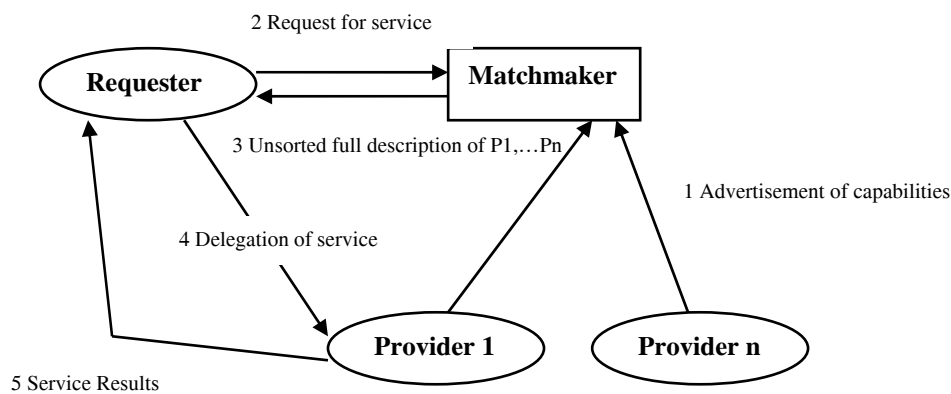 2 Request for service
Requester
Matchmaker
3 Unsorted full description of P1,…Pn
1 Advertisement of capabilities
4 Delegation of service
Provider 1
Provider n
5 Service Results